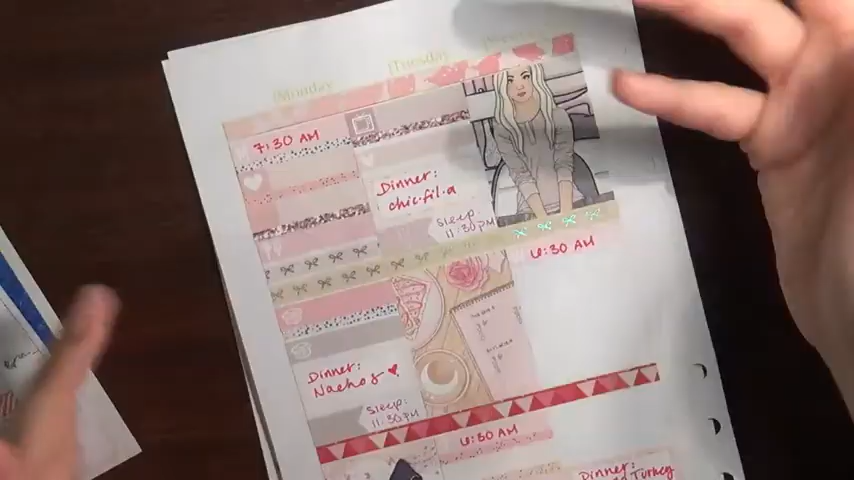 Monday
Tuesday
7:30 AM
Dinner:
chic-fil-a
sleep
11:30 PM
6:30 AM
Dinner:
Nachos
sleep:
11:30 PM
6:30 AM
Dinner:
Turkey